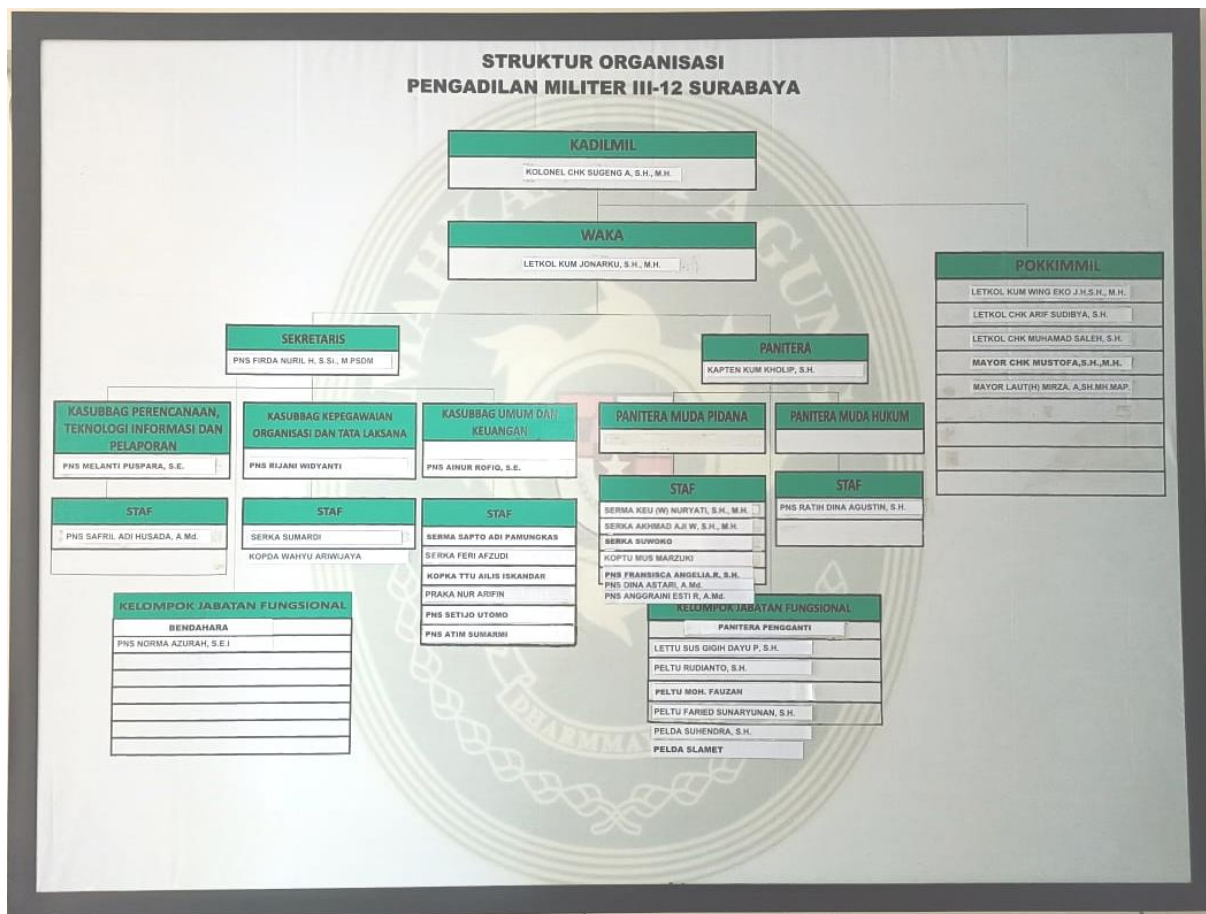 STRUKTUR ORGANISASI
PENGADILAN MILITER III-12 SURABAYA
KADILMIL
KOLONEL CHK SUGENG A, S.H., M.H.
WAKA
LETKOL KUM JONARKU, S.H., M.H.
POKKIMMIL
LETKOL KUM WING EKO J.H.S.H., M.H.
LETKOL CHK ARIF SUDIBYA, S.H.
LETKOL CHK MUHAMAD SALEH, S.H.
MAYOR CHK MUSTOFA,S.H.,M.H.
MAYOR LAUT(H) MIRZA. A,SH.MH.MAP.
SEKRETARIS
PNS FIRDA NURIL H, S.Si., M.PSDM
PANITERA
KAPTEN KUM KHOLIP, S.H.
KASUBBAG PERENCANAAN,
TEKNOLOGI INFORMASI DAN
PELAPORAN
PNS MELANTI PUSPARA, S.E.
KASUBBAG KEPEGAWAIAN
ORGANISASI DAN TATA LAKSANA
PNS RIJANI WIDYANTI
KASUBBAG UMUM DAN
KEUANGAN
PNS AINUR ROFIQ, S.E.
PANITERA MUDA PIDANA
PANITERA MUDA HUKUM
STAF
PNS SAFRIL ADI HUSADA, A.Md.
STAF
SERKA SUMARDI
KOPDA WAHYU ARIWIJAYA
STAF
SERMA SAPTO ADI PAMUNGKAS
SERKA FERI AFZUDI
KOPKA TTU AILIS ISKANDAR
PRAKA NUR ARIFIN
PNS SETIJO UTOMO
PNS ATIM SUMARMI
STAF
SERMA KEU (W) NURYATI, S.H., M.H.
SERKA AKHMAD AJI W, S.H., M.H.
SERKA SUWOKO
KOPTU MUS MARZUKI
PNS FRANSISCA ANGELIA.R, S.H.
PNS DINA ASTARI, A.Md.
PNS ANGGRAINI ESTI R, A.Md.
STAF
PNS RATIH DINA AGUSTIN, S.H.
KELOMPOK JABATAN FUNGSIONAL
BENDAHARA
PNS NORMA AZURAH, S.E.I
KELOMPOK JABATAN FUNGSIONAL
PANITERA PENGGANTI
LETTU SUS GIGIH DAYU P, S.H.
PELTU RUDIANTO, S.H.
PELTU MOH. FAUZAN
PELTU FARIED SUNARYUNAN, S.H.
PELDA SUHENDRA, S.H.
PELDA SLAMET
MAHKAMAH AGUNG